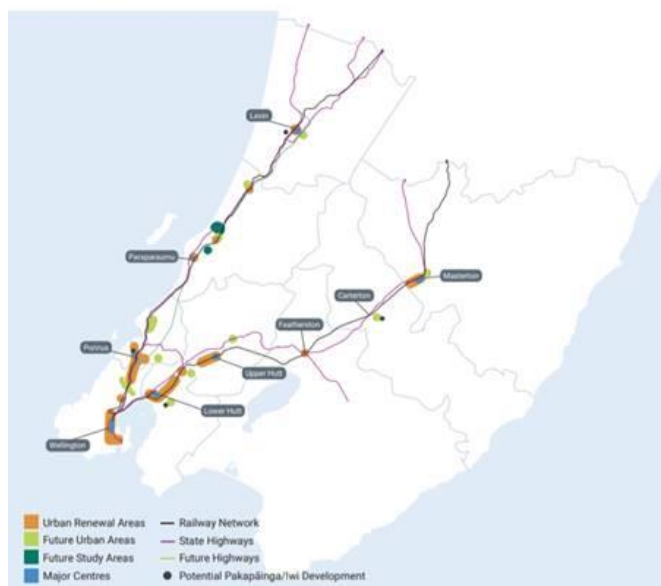 Levin
Paraparaumu
Masterton
Carterton
Featherston
Porirua
Upper Hutt
Lower Hutt
Wellington
Urban Renewal Areas
Future Urban Areas
Future Study Areas
Major Centres
Railway Network
State Highways
Future Highways
Potential Pakapāinga/Iwi Development